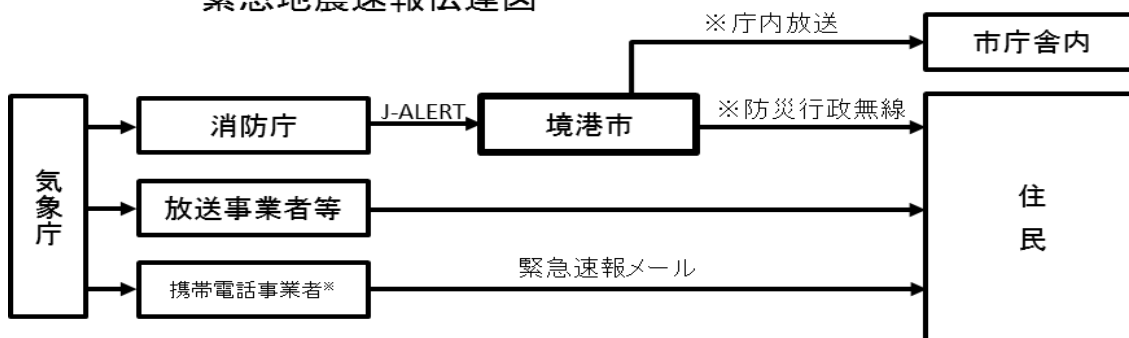 緊急地震速報伝達図
※庁内放送
市庁舎内
気象庁
消防庁
J-ALERT
境港市
※防災行政無線
住民
放送事業者等
携帯電話事業者※
緊急速報メール